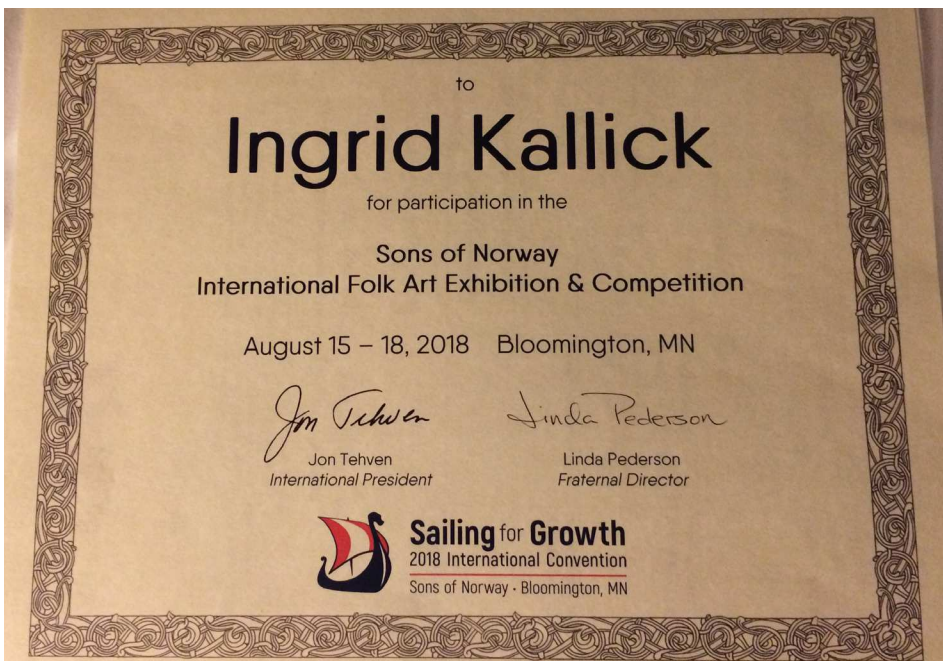 to
Ingrid Kallick
for participation in the
Sons of Norway
International Folk Art Exhibition & Competition
August 15 – 18, 2018 Bloomington, MN
Jon Tehven Linda Pederson
Jon Tehven Linda Pederson
International President Fraternal Director
Sailing for Growth
2018 International Convention
Sons of Norway · Bloomington, MN